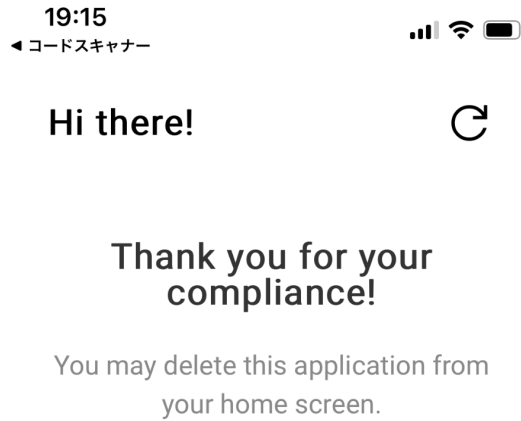 19:15
◀ コードスキャナー
Hi there!
Thank you for your
compliance!
You may delete this application from
your home screen.